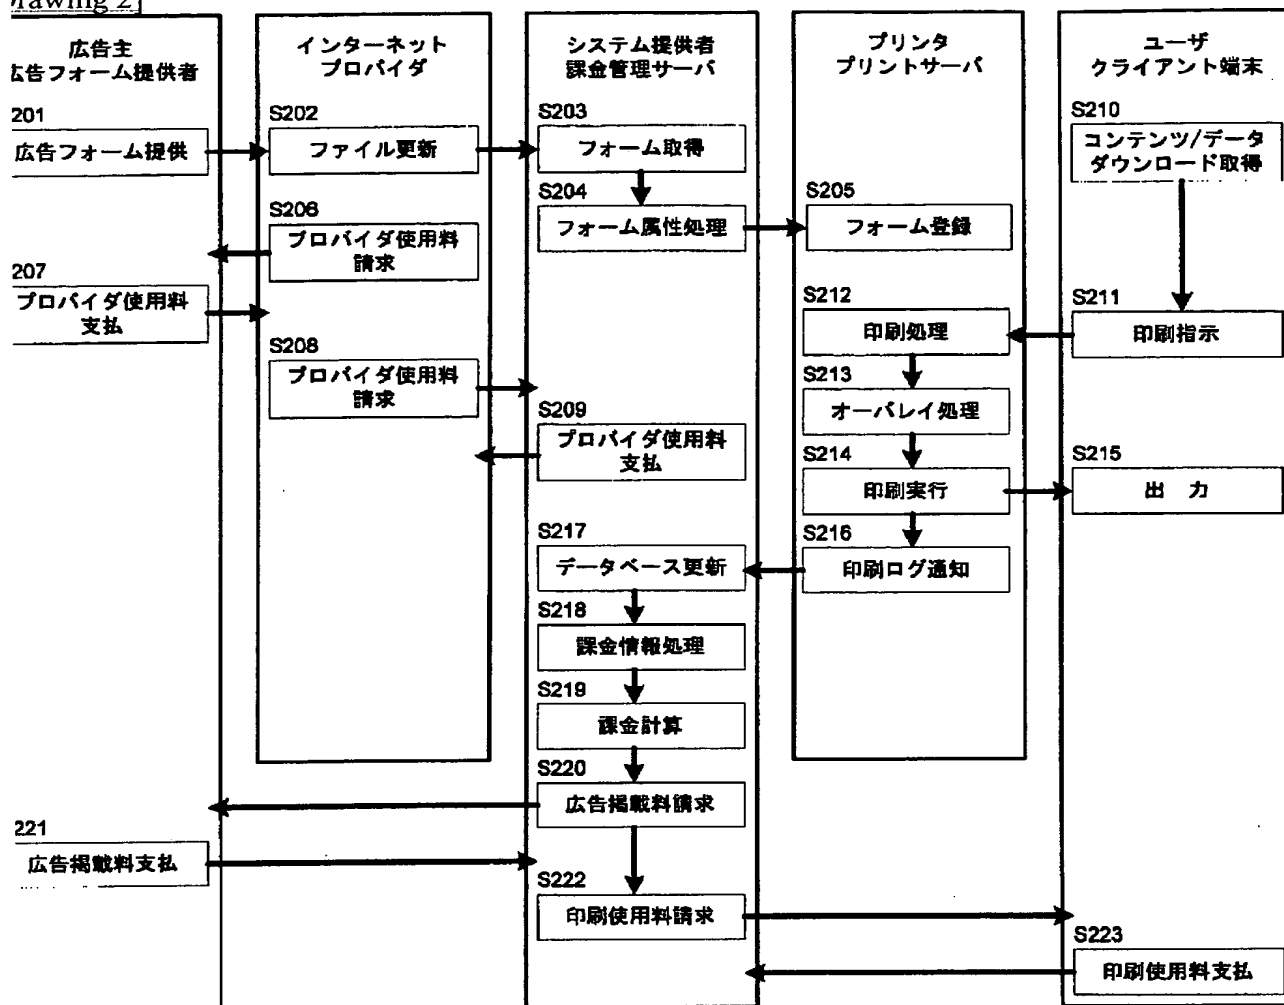 rawing 2]
広告主
広告フォーム提供者
201
広告フォーム提供
207
プロバイダ使用料
支払
221
広告掲載料支払
インターネット
プロバイダ
S202
ファイル更新
S206
プロバイダ使用料
請求
S208
プロバイダ使用料
請求
システム提供者
課金管理サーバ
S203
フォーム取得
S204
フォーム属性処理
S209
プロバイダ使用料
支払
S217
データベース更新
S218
課金情報処理
S219
課金計算
S220
広告掲載料請求
S222
印刷使用料請求
プリンタ
プリントサーバ
S205
フォーム登録
S212
印刷処理
S213
オーバレイ処理
S214
印刷実行
S216
印刷ログ通知
ユーザ
クライアント端末
S210
コンテンツ/データ
ダウンロード取得
S211
印刷指示
S215
出 力
S223
印刷使用料支払